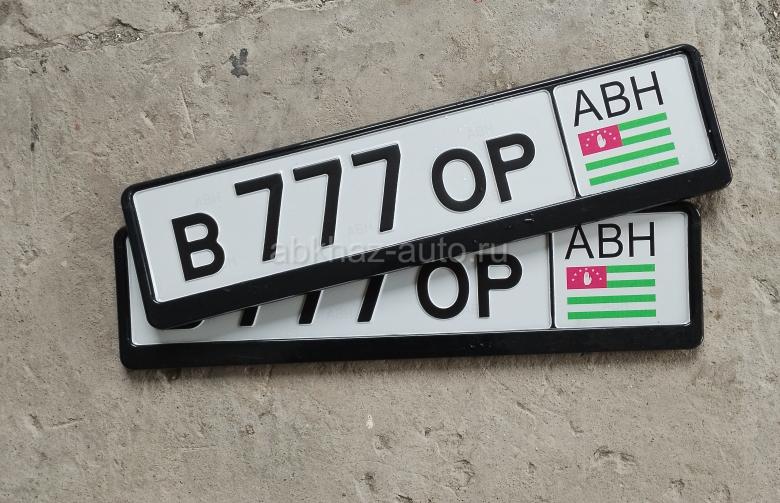 В 777 ОР АВН
abkhaz-auto.ru
777 ОР АВН